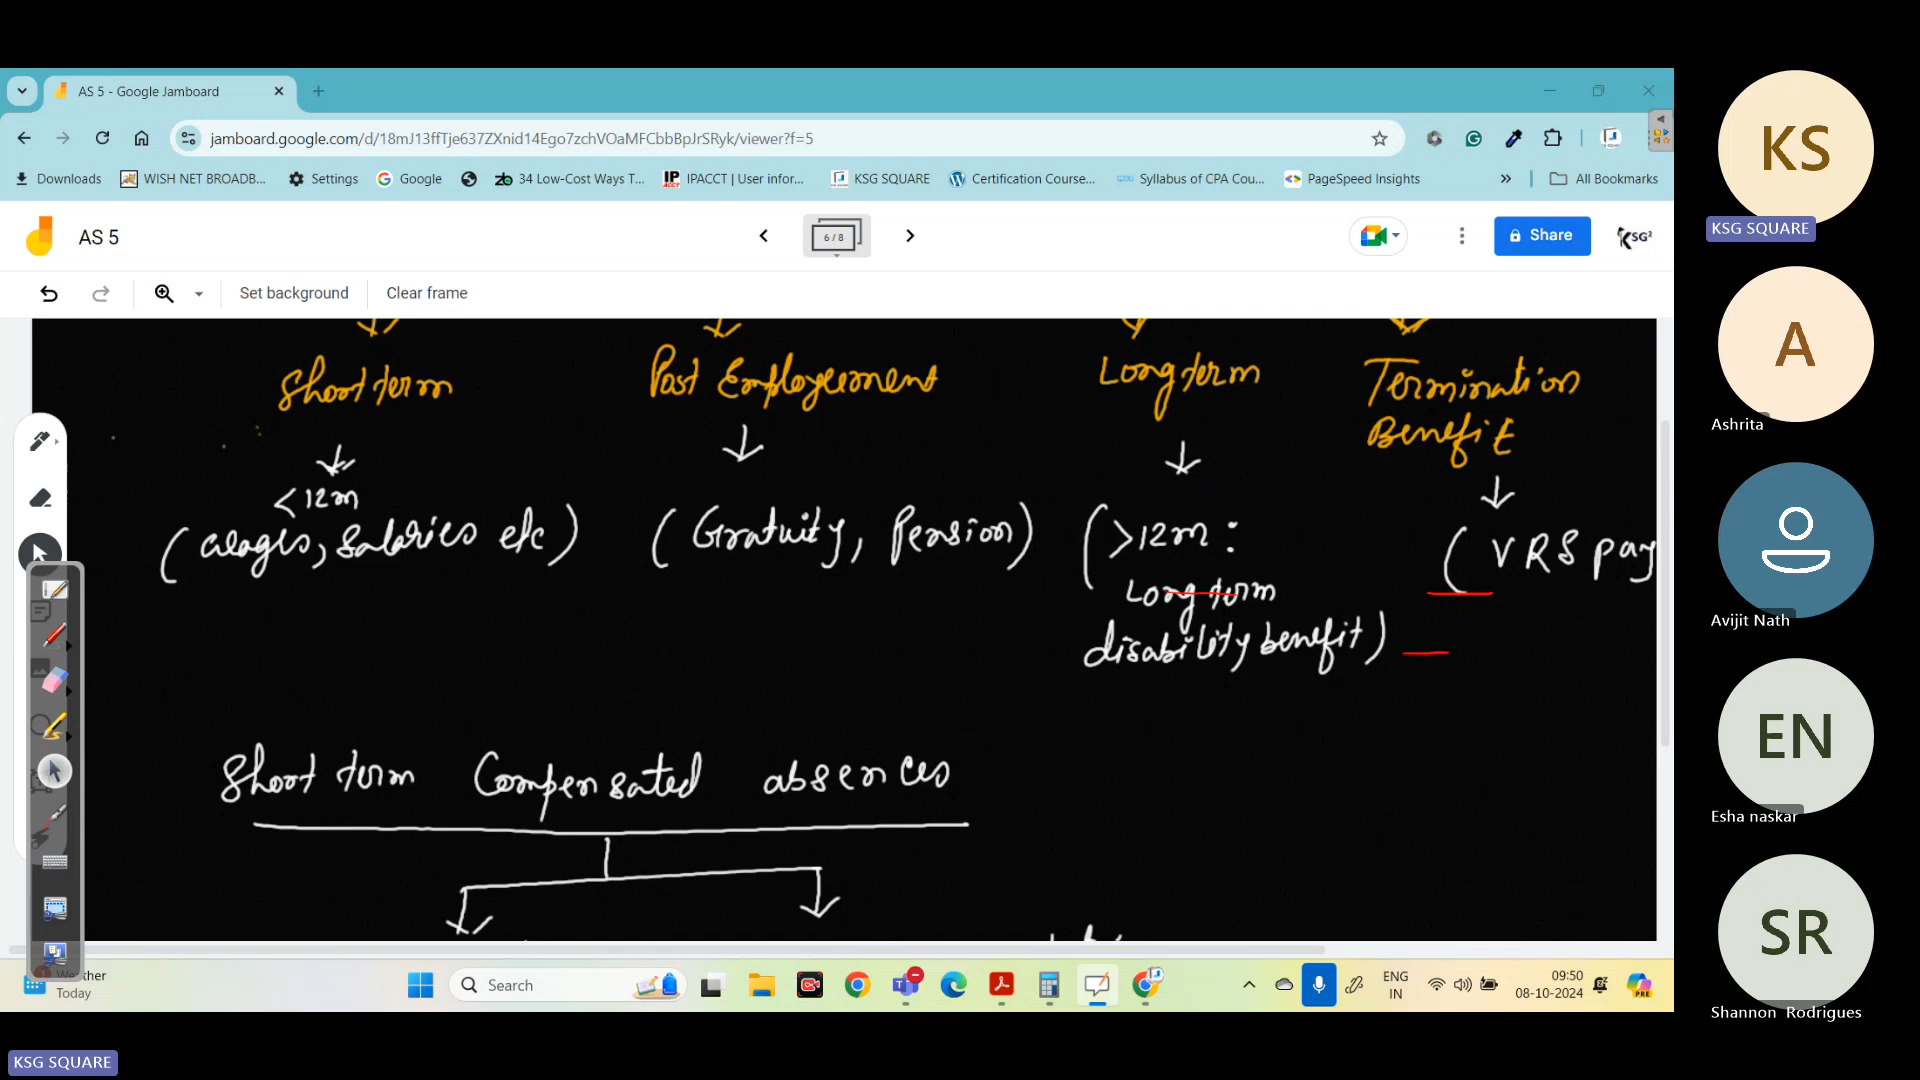 AS 5 - Google Jamboard
jamboard.google.com/d/18mJ13ffTje637ZXnid14Ego7zchVOaMFCbbBpJrSRyk/viewer?f=5
Downloads WISH NET BROADB... Settings Google 34 Low-Cost Ways T... IPACCT | User infor... KSG SQUARE Certification Course... Syllabus of CPA Cou... PageSpeed Insights » All Bookmarks
AS 5 6 / 8 Share KSG²
Set background Clear frame
Short term Post Employeement Long term Termination
Benefit
<12m
(wages, salaries etc) (Gratuity, Pension) (>12m: (VRS pay
Long term
disability benefit)
Short term Compensated absences
Weather
Today
Search
ENG
IN
09:50
08-10-2024
PRE
KSG SQUARE
KS
KSG SQUARE
A
Ashrita
Avijit Nath
EN
Esha naskar
SR
Shannon Rodrigues